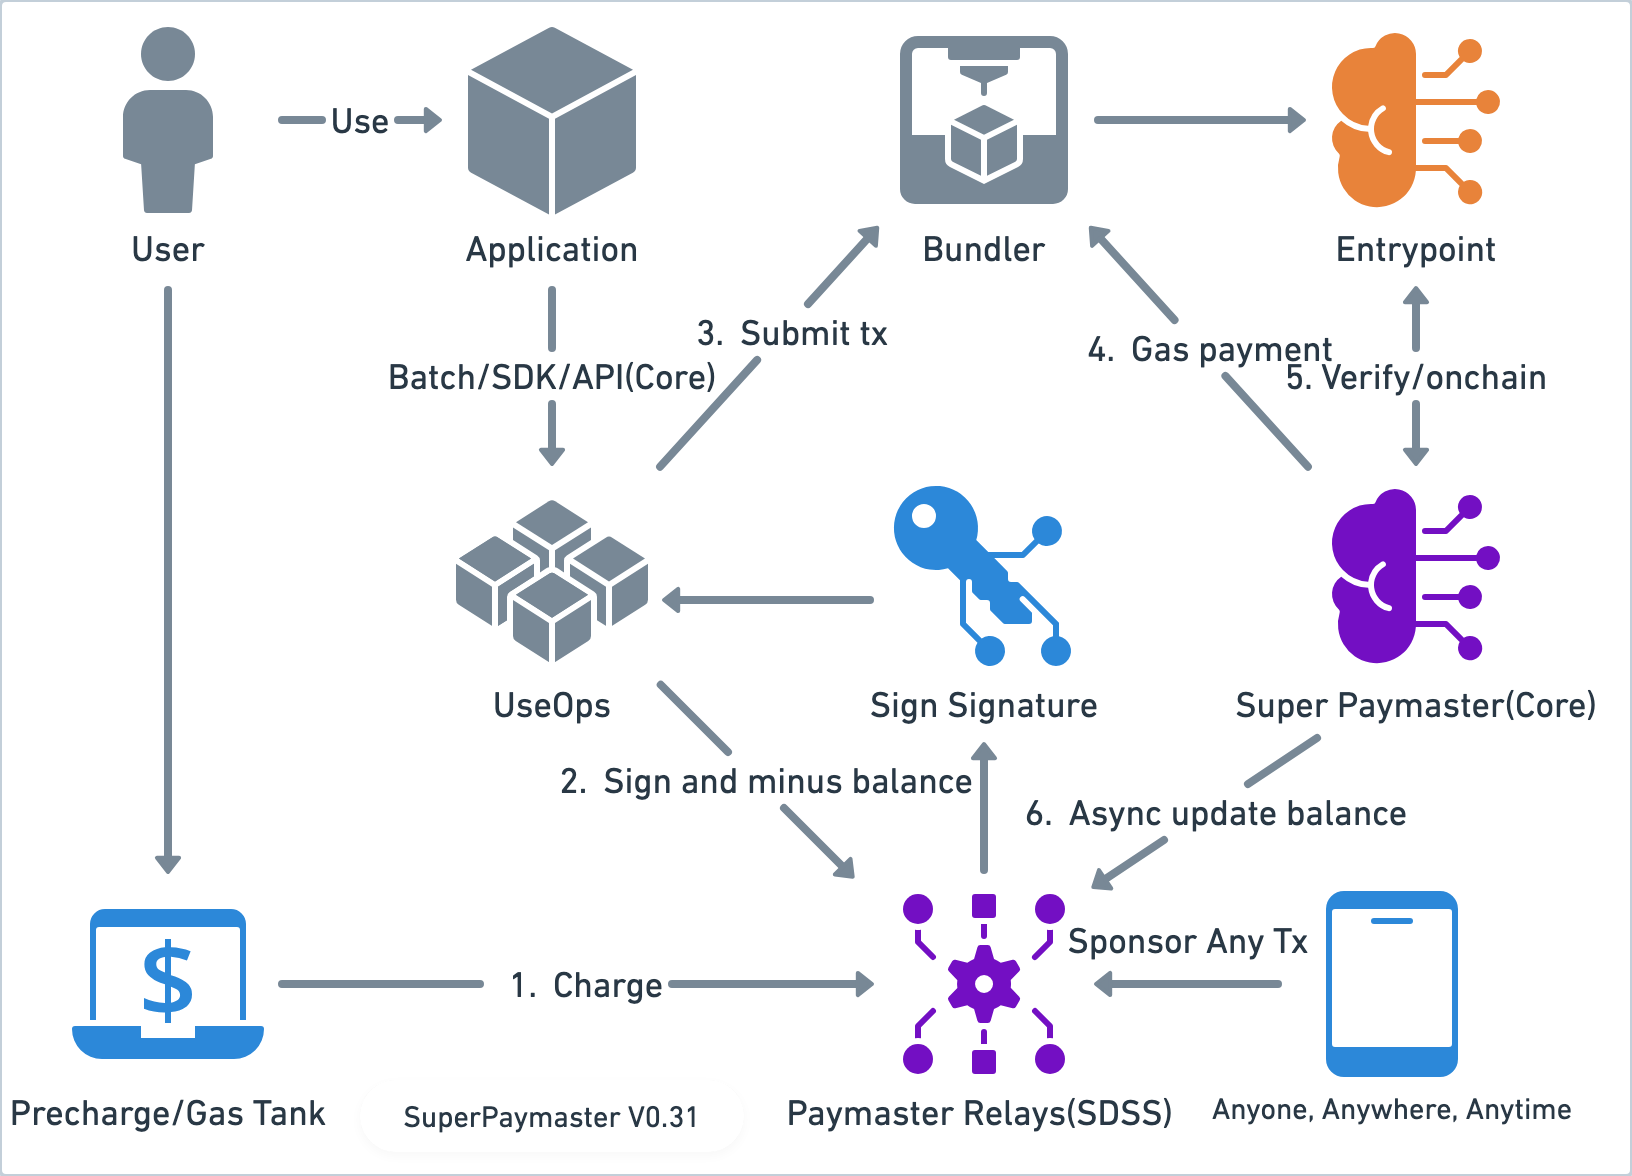 Use
User
Application
Bundler
Entrypoint
3. Submit tx
4. Gas payment
Batch/SDK/API(Core)
5. Verify/onchain
UseOps
Sign Signature
Super Paymaster(Core)
2. Sign and minus balance
6. Async update balance
Sponsor Any Tx
$
1. Charge
Precharge/Gas Tank
SuperPaymaster V0.31
Paymaster Relays(SDSS)
Anyone, Anywhere, Anytime